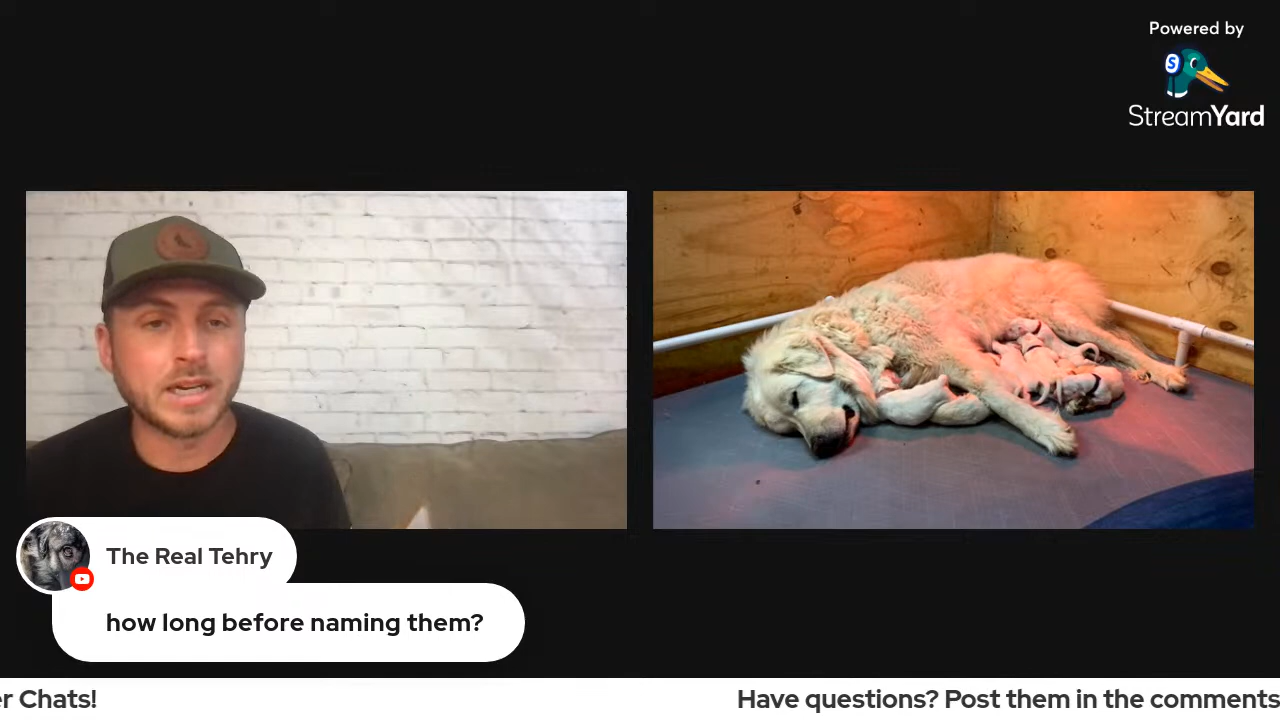 Powered by
StreamYard
The Real Tehry
how long before naming them?
er Chats!
Have questions? Post them in the comments